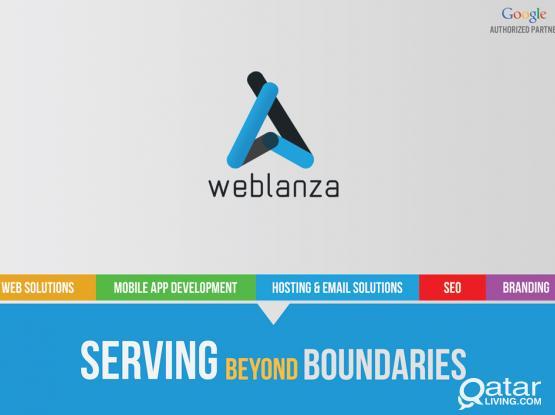 Google
AUTHORIZED PARTNE
weblanza
WEB SOLUTIONS
MOBILE APP DEVELOPMENT
HOSTING & EMAIL SOLUTIONS
SEO
BRANDING
SERVING BEYOND BOUNDARIES
Qatar
LIVING.COM